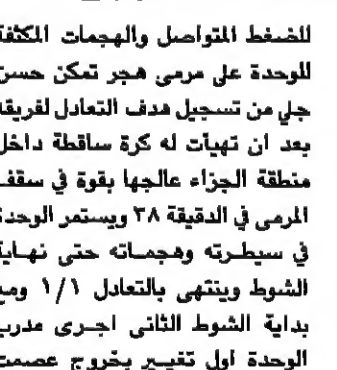 للضغط المتواصل والهجمات المكثفة
للوحدة على مرمى هجر تمكن حسن
جلي من تسجيل هدف التعادل لفريقه
بعد ان تهيأت له كرة ساقطة داخل
منطقة الجزاء عالجها بقوة في سقف
المرمى في الدقيقة ٣٨ ويستمر الوحدة
في سيطرته وهجماته حتى نهاية
الشوط وينتهى بالتعادل ١/١ ومع
بداية الشوط الثانى اجرى مدرب
الوحدة اول تغيير بخروج عصمت